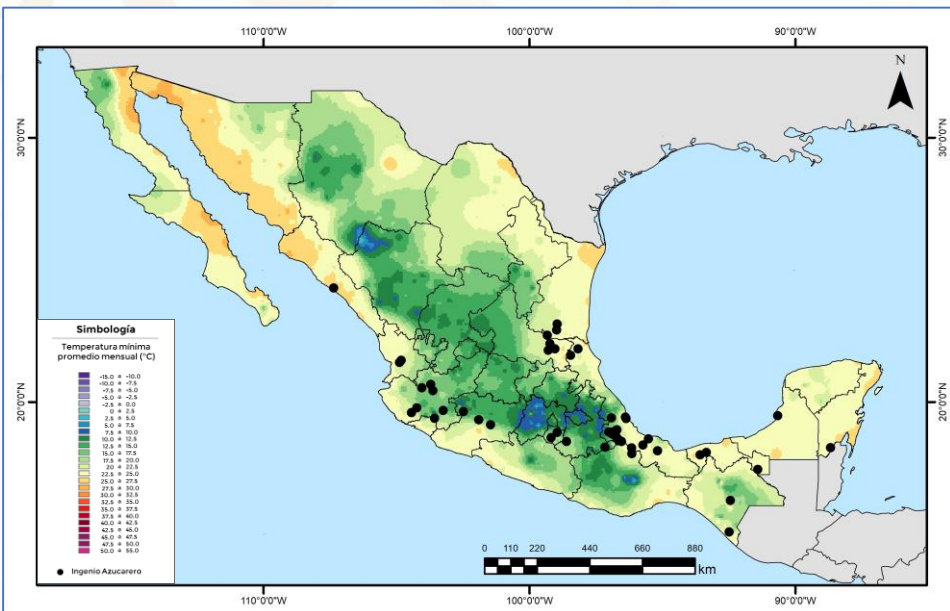 110°0'0"W 100°0'0"W 90°0'0"W
N
30°0'0"N 30°0'0"N
20°0'0"N 20°0'0"N
Simbología
Temperatura mínima
promedio mensual (°C)
-15.0 a -10.0
-10.0 a -7.5
-7.5 a -5.0
-5.0 a -2.5
-2.5 a 0.0
0 a 2.5
2.5 a 5.0
5.0 a 7.5
7.5 a 10.0
10.0 a 12.5
12.5 a 15.0
15.0 a 17.5
17.5 a 20
20 a 22.5
22.5 a 25.0
25.0 a 27.5
27.5 a 30.0
30.0 a 32.5
32.5 a 35.0
35.0 a 37.5
37.5 a 40.0
40.0 a 42.5
42.5 a 45.0
45.0 a 47.5
47.5 a 50.0
50.0 a 55.0
Ingenio Azucarero
0 110 220 440 660 880
km
110°0'0"W 100°0'0"W 90°0'0"W